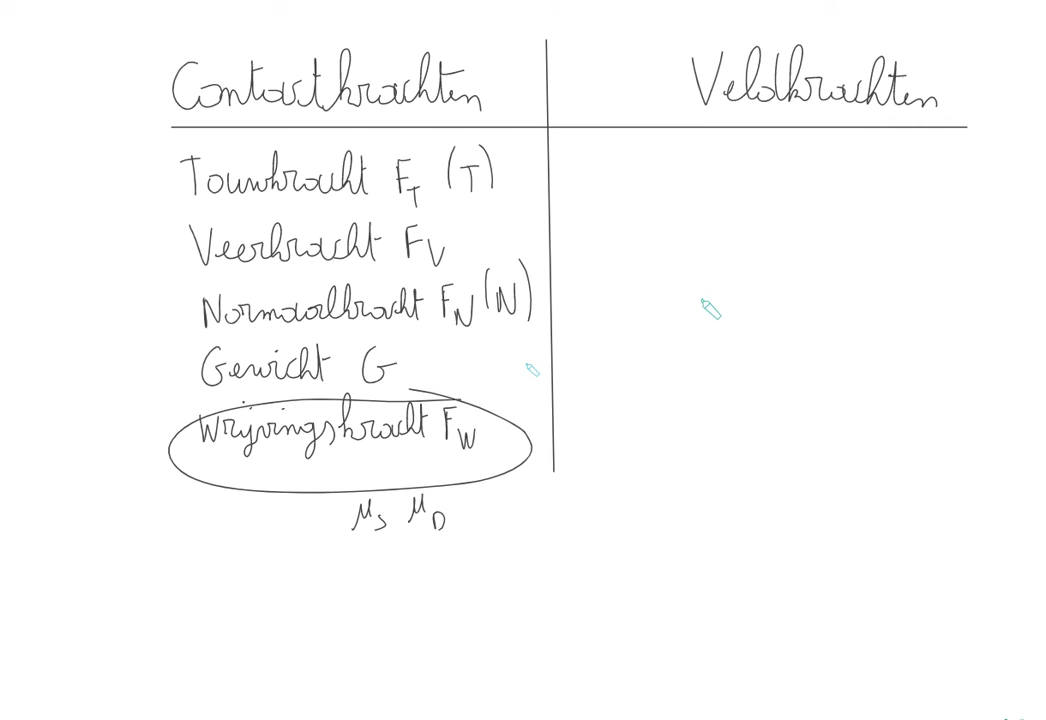 Contactkrachten
Veldkrachten
Touwkracht F_T (T)
Veerkracht F_V
Normaalkracht F_N (N)
Gewicht G
Wrijvingskracht F_W
μ_S μ_D